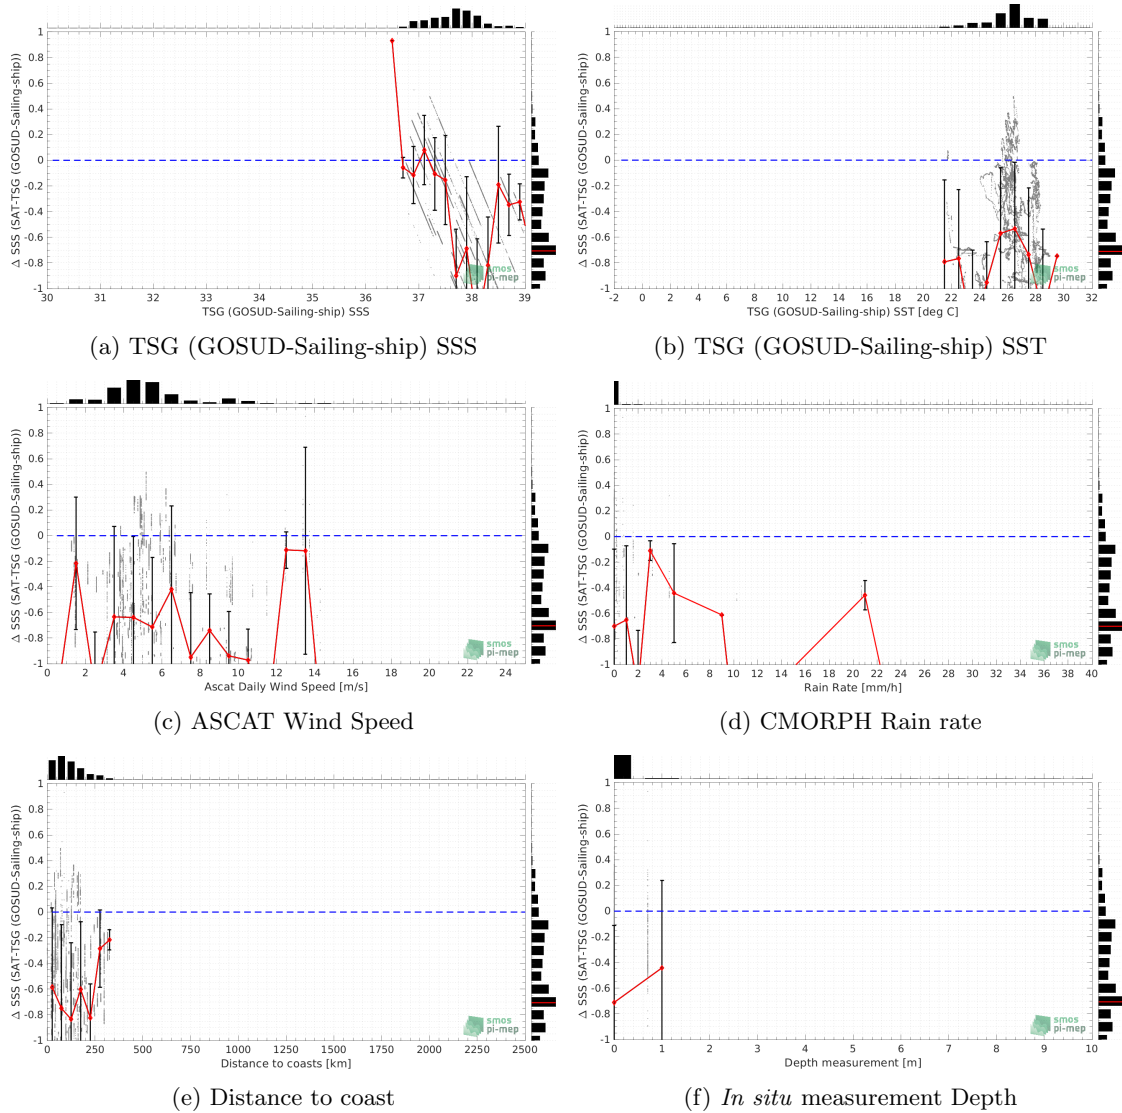 1
0.8
0.6
0.4
0.2
0
-0.2
-0.4
-0.6
-0.8
-1
Δ SSS (SAT-TSG (GOSUD-Sailing-ship))
30 31 32 33 34 35 36 37 38 39
TSG (GOSUD-Sailing-ship) SSS
smos
pi-mep
(a) TSG (GOSUD-Sailing-ship) SSS
1
0.8
0.6
0.4
0.2
0
-0.2
-0.4
-0.6
-0.8
-1
Δ SSS (SAT-TSG (GOSUD-Sailing-ship))
-2 0 2 4 6 8 10 12 14 16 18 20 22 24 26 28 30 32
TSG (GOSUD-Sailing-ship) SST [deg C]
smos
pi-mep
(b) TSG (GOSUD-Sailing-ship) SST
1
0.8
0.6
0.4
0.2
0
-0.2
-0.4
-0.6
-0.8
-1
Δ SSS (SAT-TSG (GOSUD-Sailing-ship))
0 2 4 6 8 10 12 14 16 18 20 22 24
Ascat Daily Wind Speed [m/s]
smos
pi-mep
(c) ASCAT Wind Speed
1
0.8
0.6
0.4
0.2
0
-0.2
-0.4
-0.6
-0.8
-1
Δ SSS (SAT-TSG (GOSUD-Sailing-ship))
0 2 4 6 8 10 12 14 16 18 20 22 24 26 28 30 32 34 36 38 40
Rain Rate [mm/h]
smos
pi-mep
(d) CMORPH Rain rate
1
0.8
0.6
0.4
0.2
0
-0.2
-0.4
-0.6
-0.8
-1
Δ SSS (SAT-TSG (GOSUD-Sailing-ship))
0 250 500 750 1000 1250 1500 1750 2000 2250 2500
Distance to coasts [km]
smos
pi-mep
(e) Distance to coast
1
0.8
0.6
0.4
0.2
0
-0.2
-0.4
-0.6
-0.8
-1
Δ SSS (SAT-TSG (GOSUD-Sailing-ship))
0 1 2 3 4 5 6 7 8 9 10
Depth measurement [m]
smos
pi-mep
(f) In situ measurement Depth